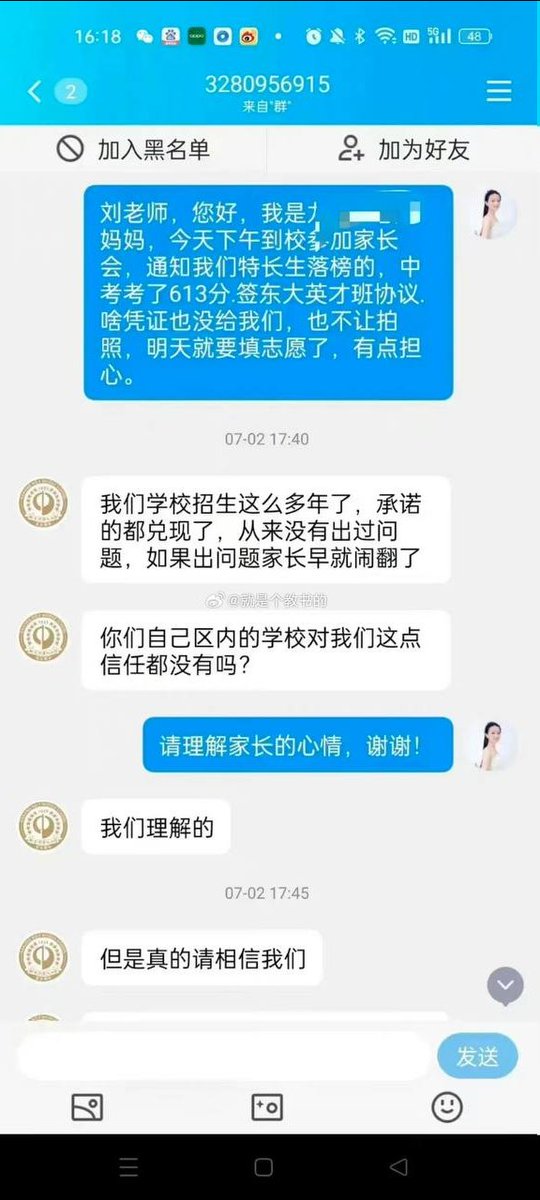 16:18
5G
HD
48
2
3280956915
来自"群"
加入黑名单
加为好友
刘老师，您好，我是
妈妈，今天下午到校参加家长
会，通知我们特长生落榜的，中
考考了613分.签东大英才班协议.
啥凭证也没给我们，也不让拍
照，明天就要填志愿了，有点担
心。
07-02 17:40
我们学校招生这么多年了，承诺
的都兑现了，从来没有出过问
题，如果出问题家长早就闹翻了
@就是个教书的
你们自己区内的学校对我们这点
信任都没有吗？
请理解家长的心情，谢谢！
我们理解的
07-02 17:45
但是真的请相信我们
发送